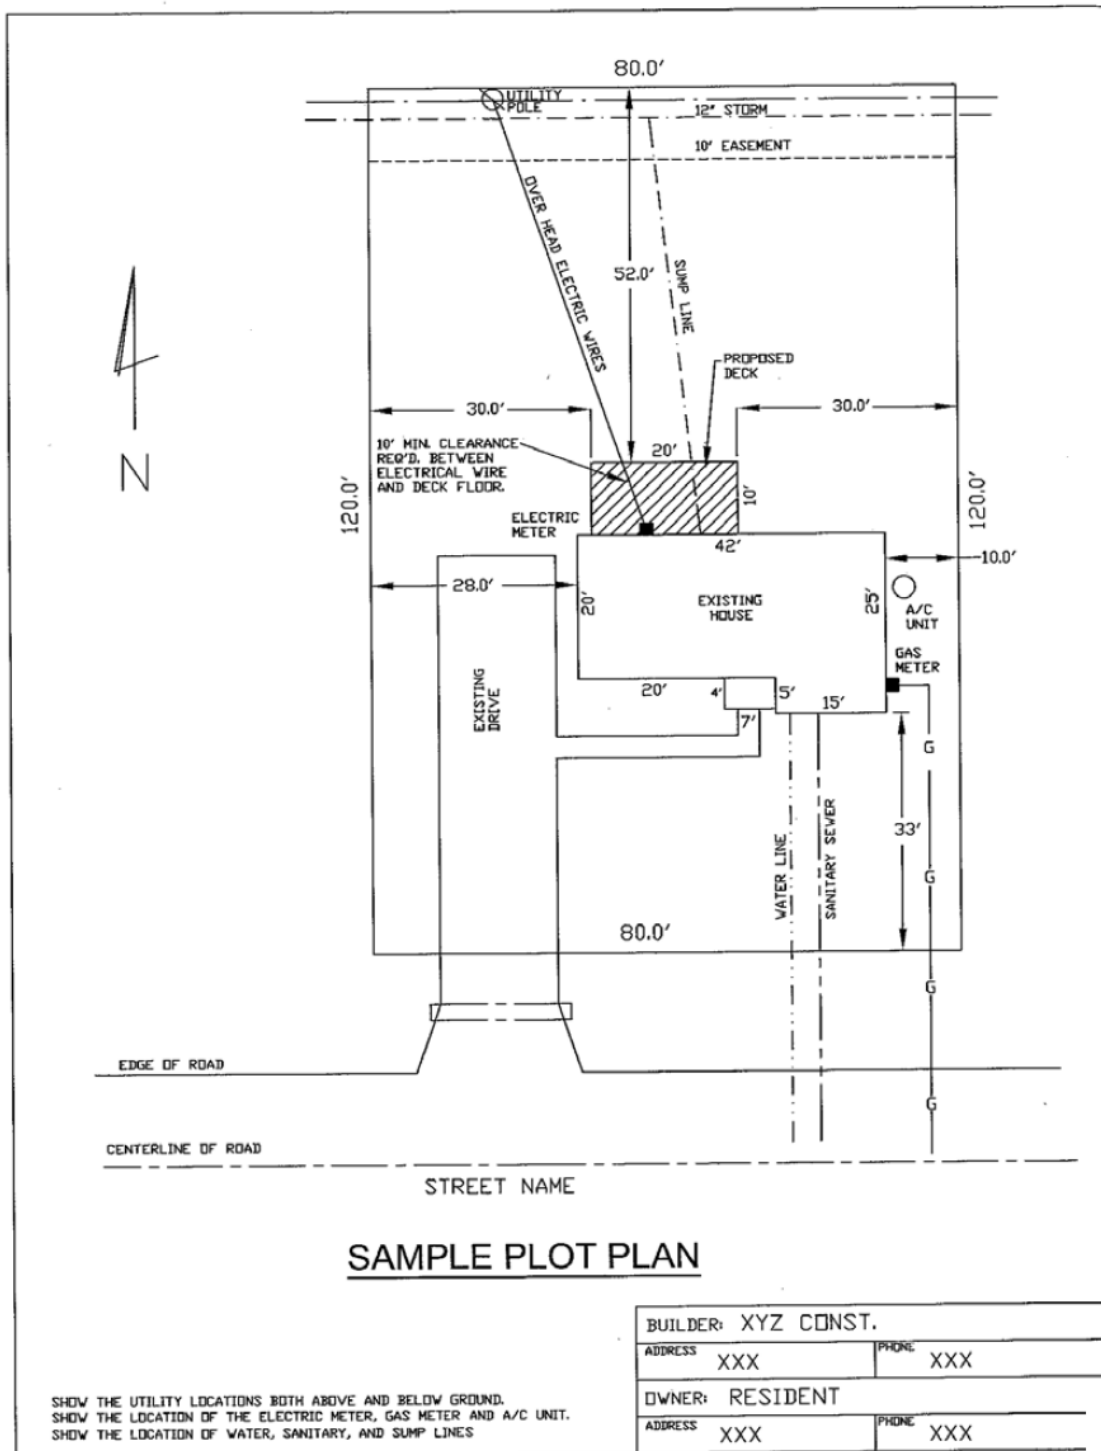 80.0'
UTILITY
POLE
12" STORM
10' EASEMENT
OVER HEAD ELECTRIC WIRES
52.0'
SUMP LINE
PROPOSED
DECK
30.0'
30.0'
N
10' MIN. CLEARANCE
REQ'D. BETWEEN
ELECTRICAL WIRE
AND DECK FLOOR.
20'
10'
120.0'
120.0'
ELECTRIC
METER
42'
10.0'
28.0'
20'
EXISTING
HOUSE
25'
A/C
UNIT
GAS
METER
20'
4'
5'
15'
7'
EXISTING
DRIVE
G
33'
WATER LINE
SANITARY SEWER
G
80.0'
G
EDGE OF ROAD
G
CENTERLINE OF ROAD
STREET NAME
SAMPLE PLOT PLAN
BUILDER: XYZ CONST.
ADDRESS XXX PHONE XXX
OWNER: RESIDENT
ADDRESS XXX PHONE XXX
SHOW THE UTILITY LOCATIONS BOTH ABOVE AND BELOW GROUND.
SHOW THE LOCATION OF THE ELECTRIC METER, GAS METER AND A/C UNIT.
SHOW THE LOCATION OF WATER, SANITARY, AND SUMP LINES